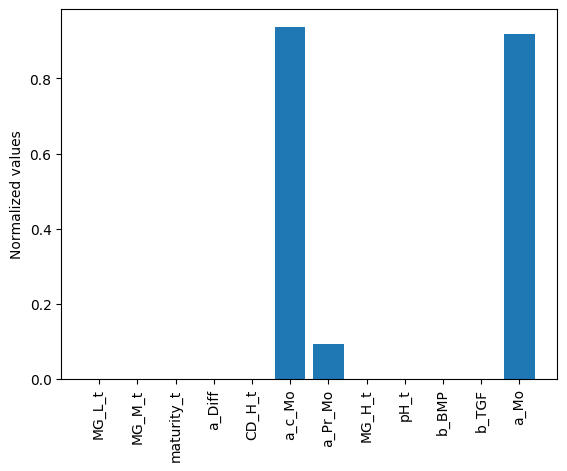 Normalized values
0.8
0.6
0.4
0.2
0.0
MG_L_t
MG_M_t
maturity_t
a_Diff
CD_H_t
a_c_Mo
a_Pr_Mo
MG_H_t
pH_t
b_BMP
b_TGF
a_Mo